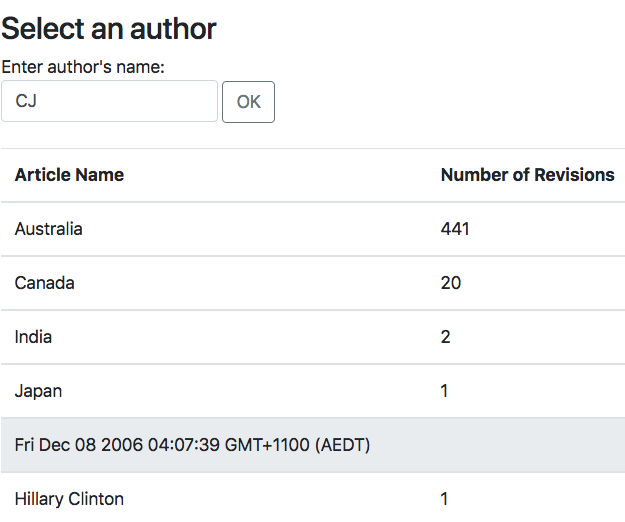 Select an author
Enter author's name:
CJ OK
Article Name Number of Revisions
Australia 441
Canada 20
India 2
Japan 1
Fri Dec 08 2006 04:07:39 GMT+1100 (AEDT)
Hillary Clinton 1